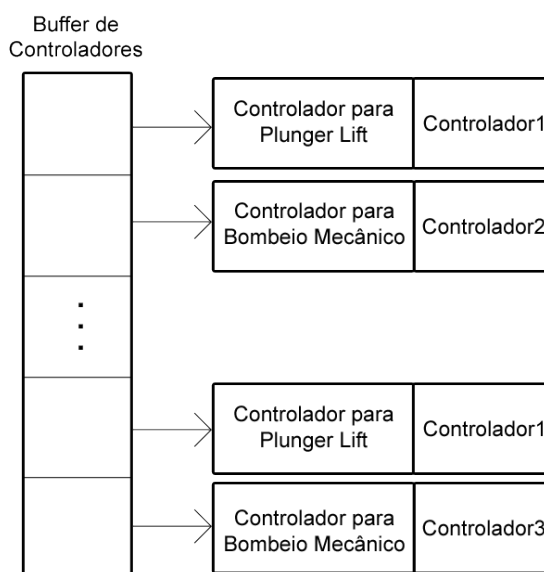 Buffer de
Controladores
Controlador para
Plunger Lift
Controlador1
Controlador para
Bombeio Mecânico
Controlador2
Controlador para
Plunger Lift
Controlador1
Controlador para
Bombeio Mecânico
Controlador3